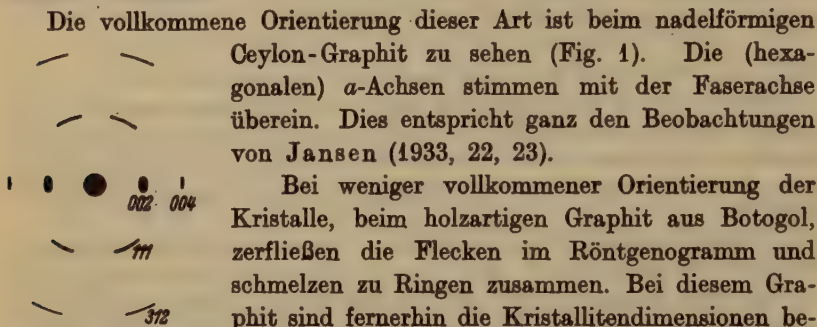 Die vollkommene Orientierung dieser Art ist beim nadelförmigen
Ceylon-Graphit zu sehen (Fig. 1). Die (hexa-
gonalen) a-Achsen stimmen mit der Faserachse
überein. Dies entspricht ganz den Beobachtungen
von Jansen (1933, 22, 23).
Bei weniger vollkommener Orientierung der
Kristalle, beim holzartigen Graphit aus Botogol,
zerfließen die Flecken im Röntgenogramm und
schmelzen zu Ringen zusammen. Bei diesem Gra-
phit sind fernerhin die Kristallitendimensionen be-
002 004
111
312